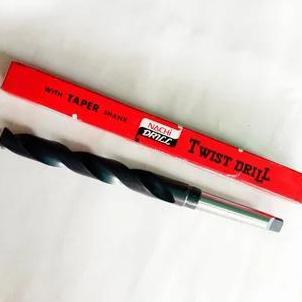 WITH TAPER SHANK
NACHI
DRILL
TWIST DRILL